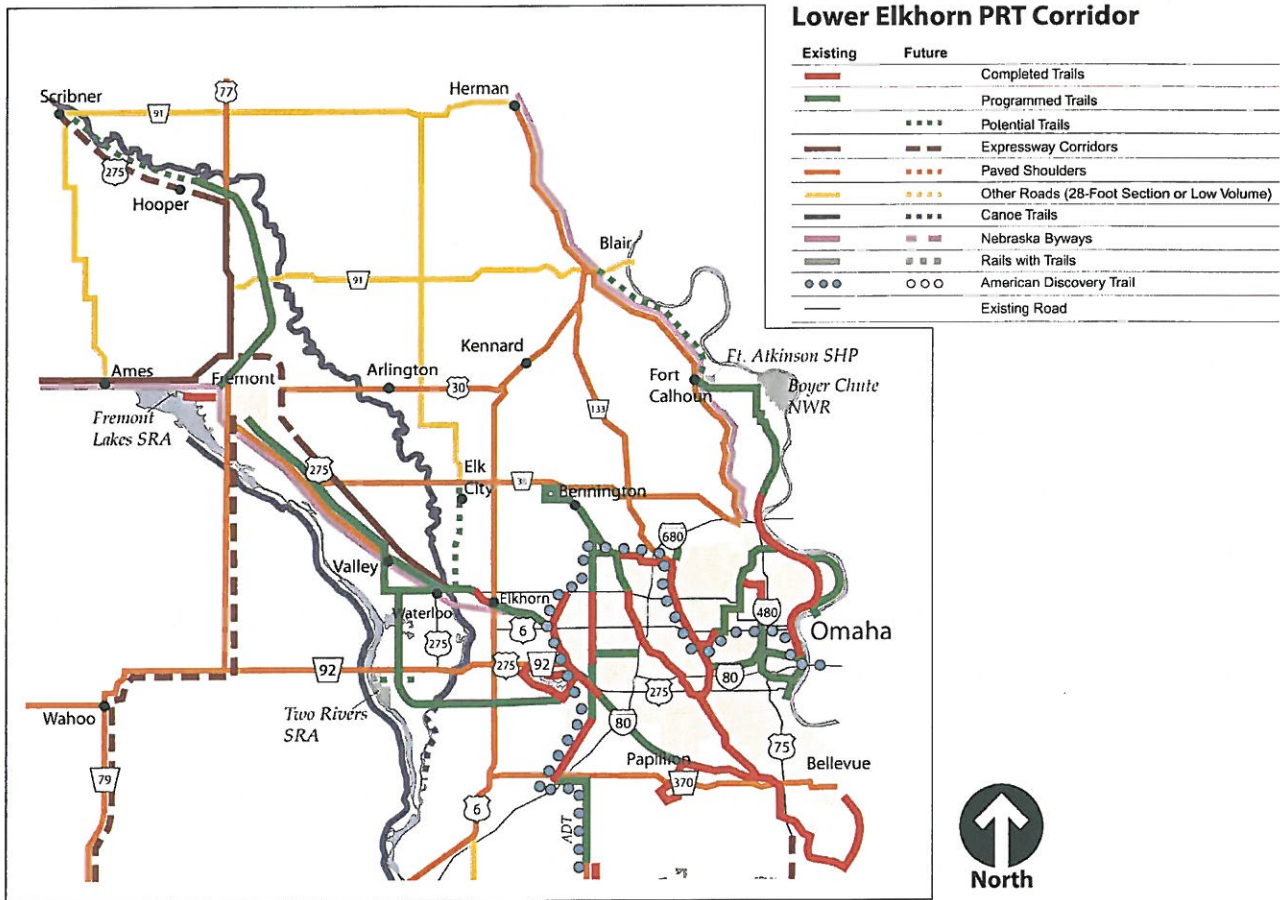 Lower Elkhorn PRT Corridor
Existing Future
Completed Trails
Programmed Trails
Potential Trails
Expressway Corridors
Paved Shoulders
Other Roads (28-Foot Section or Low Volume)
Canoe Trails
Nebraska Byways
Rails with Trails
American Discovery Trail
Existing Road
77
Scribner
91
Herman
275
Hooper
Blair
91
Kennard
Ft. Atkinson SHP
Ames
Fremont
Arlington
30
Fort
Calhoun
Boyer Chute
NWR
133
Fremont
Lakes SRA
275
Elk
City
Bennington
680
Valley
Waterloo
Elkhorn
6
480
Omaha
275
92
275
92
80
275
Wahoo
Two Rivers
SRA
80
75
79
Papillion
370
Bellevue
6
ADT
North